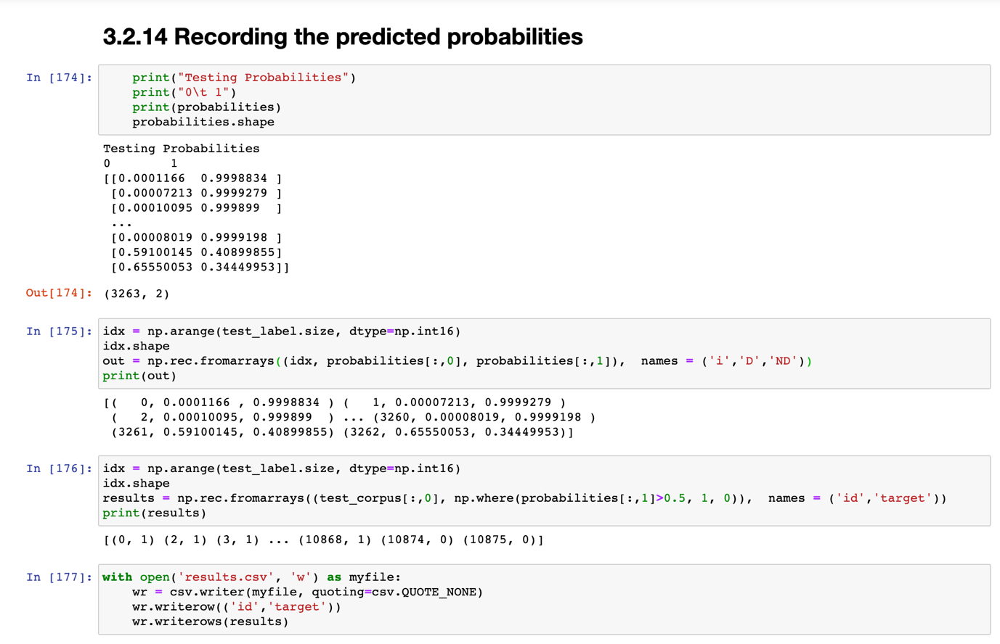 3.2.14 Recording the predicted probabilities
In [174]:
    print("Testing Probabilities")
    print("0\t 1")
    print(probabilities)
    probabilities.shape
Testing Probabilities
0        1
[[0.0001166  0.9998834 ]
 [0.00007213 0.9999279 ]
 [0.00010095 0.999899  ]
 ...
 [0.00008019 0.9999198 ]
 [0.59100145 0.40899855]
 [0.65550053 0.34449953]]
Out[174]: (3263, 2)
In [175]:
idx = np.arange(test_label.size, dtype=np.int16)
idx.shape
out = np.rec.fromarrays((idx, probabilities[:,0], probabilities[:,1]),  names = ('i','D','ND'))
print(out)
[(   0, 0.0001166 , 0.9998834 ) (   1, 0.00007213, 0.9999279 )
 (   2, 0.00010095, 0.999899  ) ... (3260, 0.00008019, 0.9999198 )
 (3261, 0.59100145, 0.40899855) (3262, 0.65550053, 0.34449953)]
In [176]:
idx = np.arange(test_label.size, dtype=np.int16)
idx.shape
results = np.rec.fromarrays((test_corpus[:,0], np.where(probabilities[:,1]>0.5, 1, 0)),  names = ('id','target'))
print(results)
[(0, 1) (2, 1) (3, 1) ... (10868, 1) (10874, 0) (10875, 0)]
In [177]:
with open('results.csv', 'w') as myfile:
    wr = csv.writer(myfile, quoting=csv.QUOTE_NONE)
    wr.writerow(('id','target'))
    wr.writerows(results)